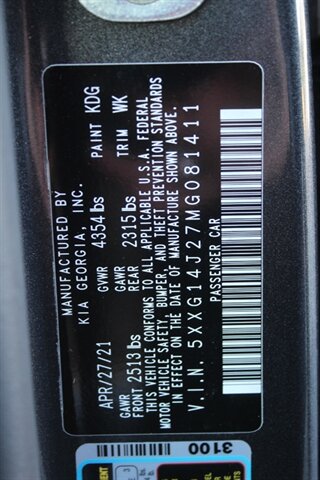 MANUFACTURED BY
KIA GEORGIA, INC.
APR/27/21 GVWR 4354 lbs PAINT KDG
GAWR FRONT 2513 lbs GAWR REAR 2315 lbs TRIM WK
THIS VEHICLE CONFORMS TO ALL APPLICABLE U.S.A. FEDERAL
MOTOR VEHICLE SAFETY, BUMPER, AND THEFT PREVENTION STANDARDS
IN EFFECT ON THE DATE OF MANUFACTURE SHOWN ABOVE.
V.I.N. 5XXG14J27MG081411
PASSENGER CAR
3100